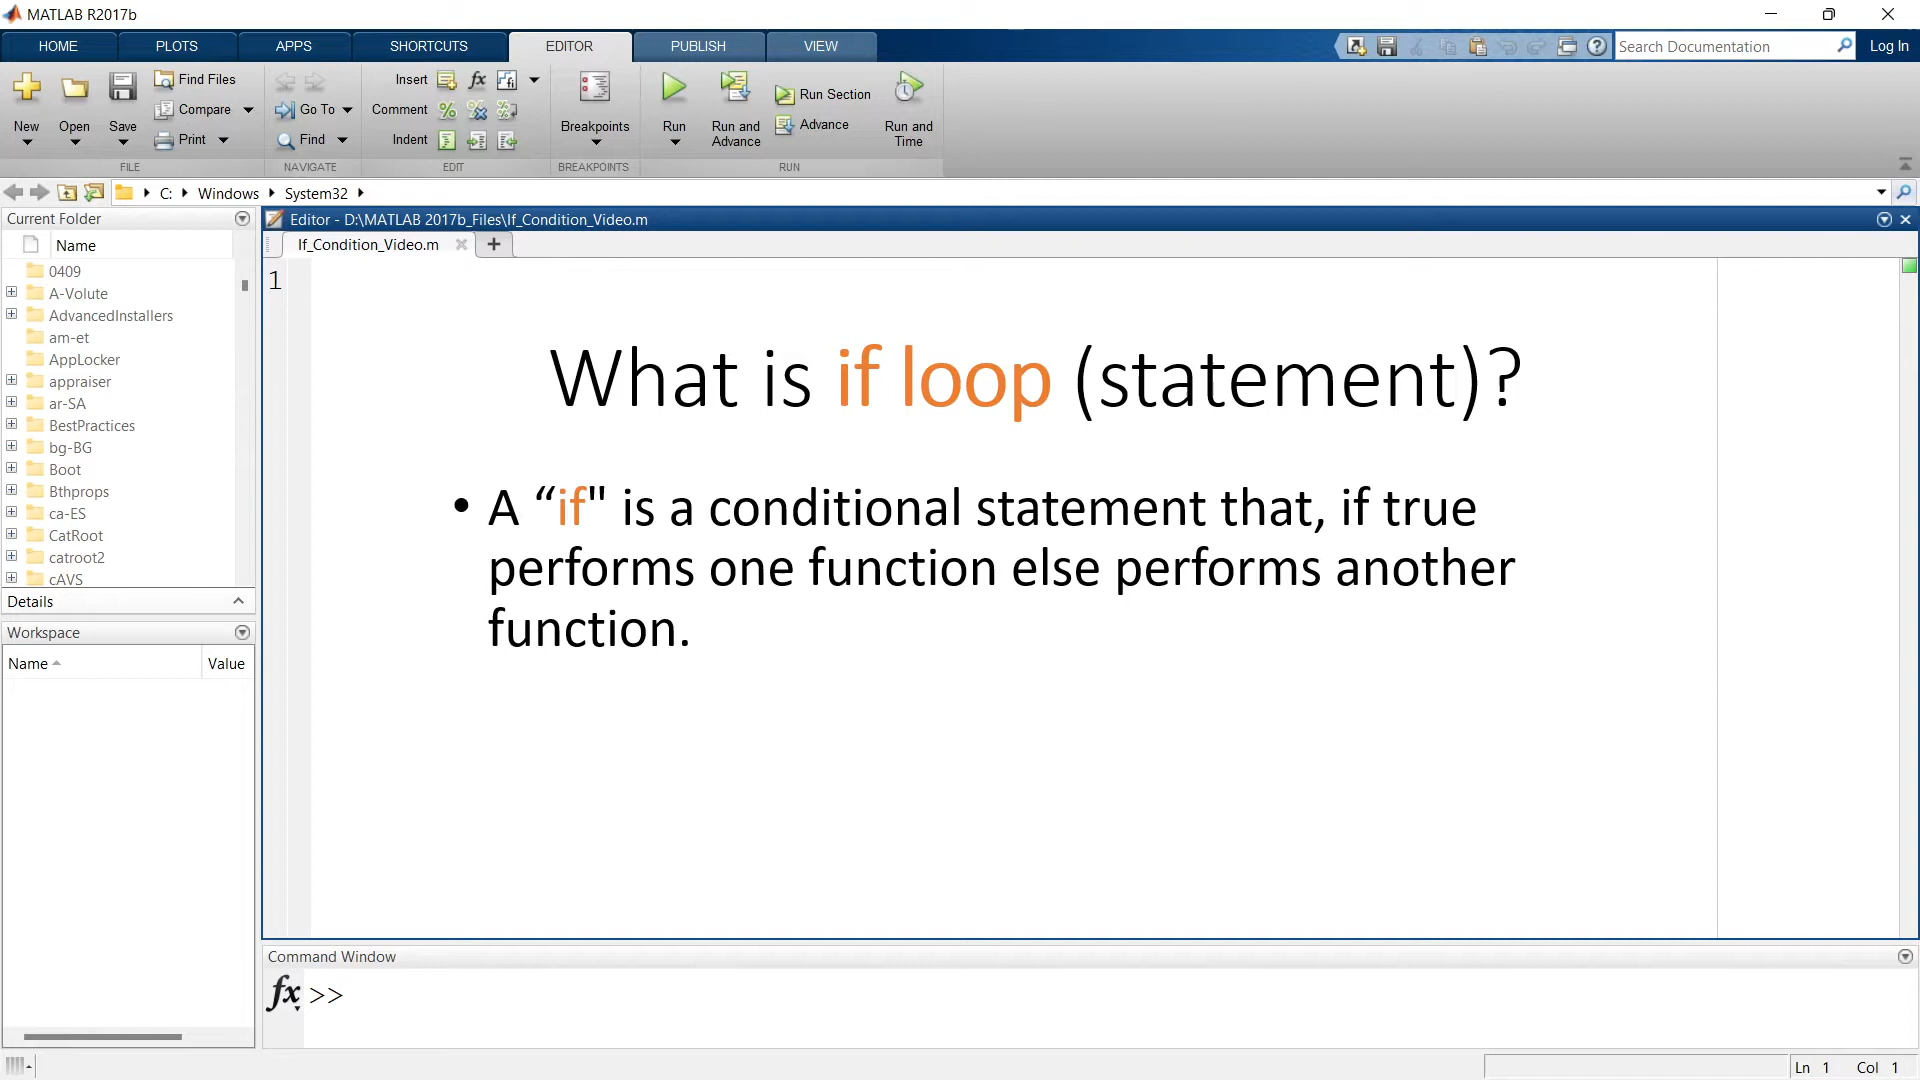 MATLAB R2017b
HOME PLOTS APPS SHORTCUTS EDITOR PUBLISH VIEW
Search Documentation
Log In
New
Open
Save
Find Files
Compare
Print
FILE
Go To
Find
NAVIGATE
Insert fx
Comment
Indent
EDIT
Breakpoints
BREAKPOINTS
Run
Run and
Advance
Run Section
Advance
Run and
Time
RUN
C: Windows System32
Current Folder
Name
0409
A-Volute
AdvancedInstallers
am-et
AppLocker
appraiser
ar-SA
BestPractices
bg-BG
Boot
Bthprops
ca-ES
CatRoot
catroot2
cAVS
Details
Workspace
Name Value
Editor - D:\MATLAB 2017b_Files\If_Condition_Video.m
If_Condition_Video.m
1
What is if loop (statement)?
• A “if" is a conditional statement that, if true
performs one function else performs another
function.
Command Window
fx >>
Ln 1 Col 1